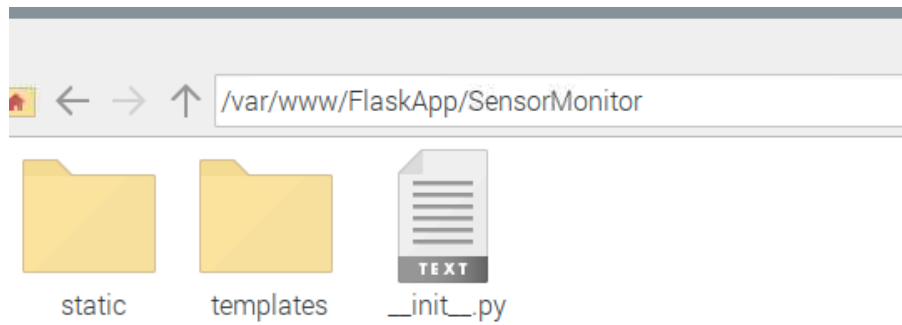 /var/www/FlaskApp/SensorMonitor
TEXT
static templates __init__.py